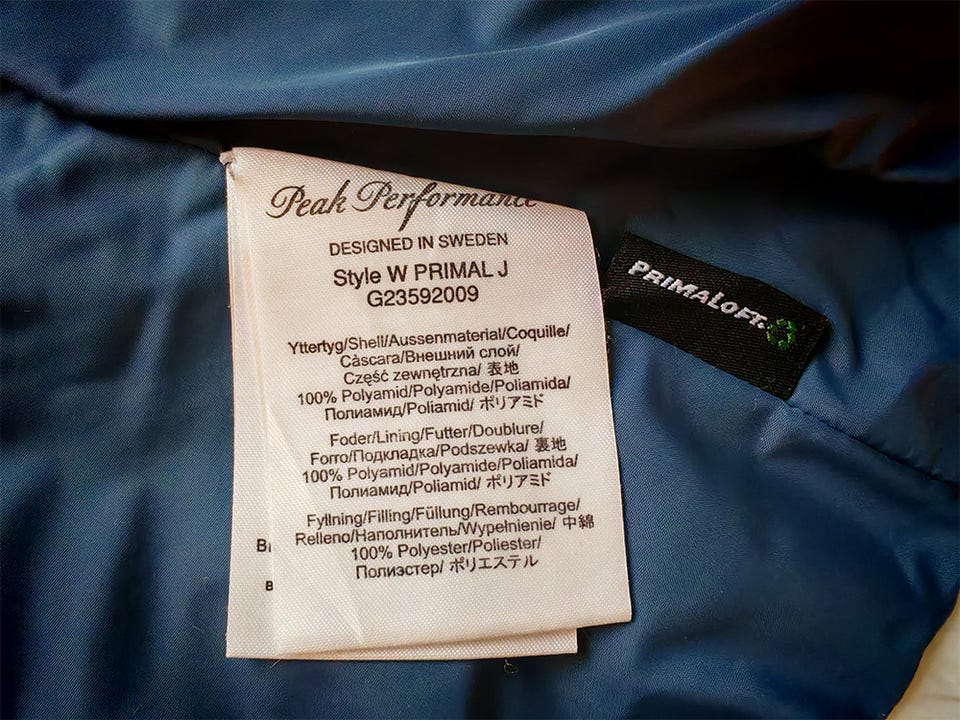 Peak Performance
DESIGNED IN SWEDEN
Style W PRIMAL J
G23592009
Yttertyg/Shell/Aussenmaterial/Coquille/
Càscara/Внешний слой/
Część zewnętrzna/ 表地
100% Polyamid/Polyamide/Poliamida/
Полиамид/Poliamid/ ポリアミド
Foder/Lining/Futter/Doublure/
Forro/Подкладка/Podszewka/ 裏地
100% Polyamid/Polyamide/Poliamida/
Полиамид/Poliamid/ ポリアミド
Fyllning/Filling/Füllung/Rembourrage/
Relleno/Наполнитель/Wypełnienie/ 中綿
100% Polyester/Poliester/
Полиэстер/ ポリエステル
PRIMALOFT